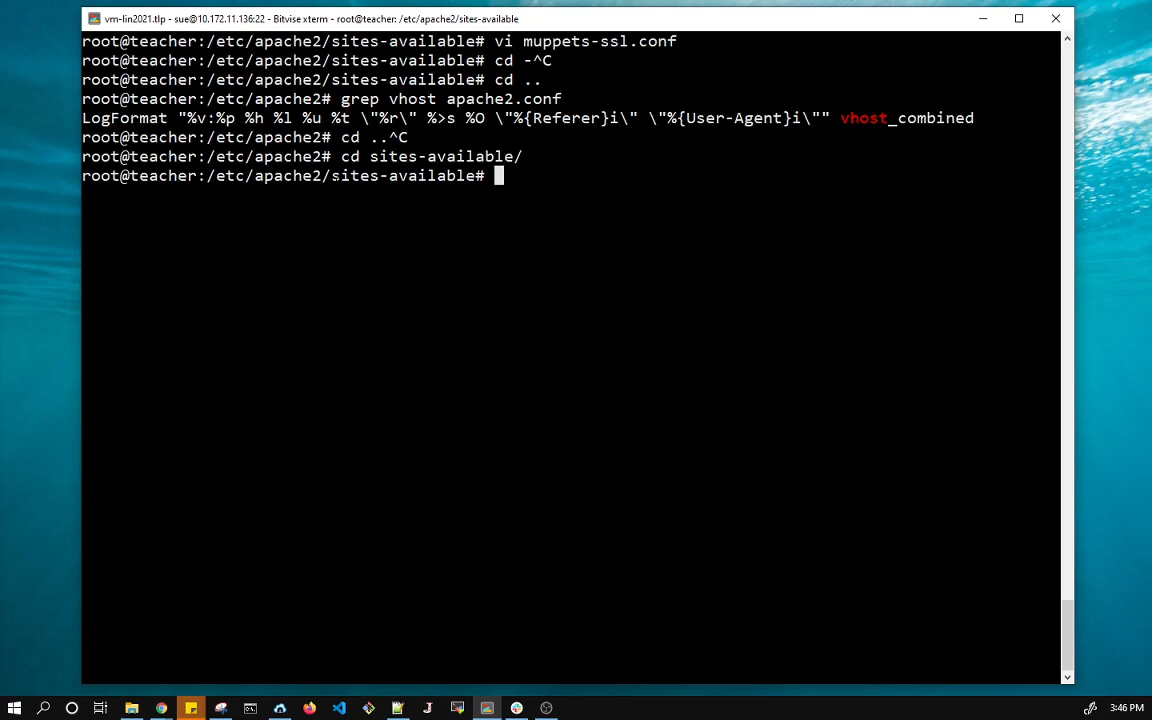 vm-lin2021.tlp - sue@10.172.11.136:22 - Bitvise xterm - root@teacher: /etc/apache2/sites-available
root@teacher:/etc/apache2/sites-available# vi muppets-ssl.conf
root@teacher:/etc/apache2/sites-available# cd -^C
root@teacher:/etc/apache2/sites-available# cd ..
root@teacher:/etc/apache2# grep vhost apache2.conf
LogFormat "%v:%p %h %l %u %t \"%r\" %>s %O \"%{Referer}i\" \"%{User-Agent}i\"" vhost_combined
root@teacher:/etc/apache2# cd ..^C
root@teacher:/etc/apache2# cd sites-available/
root@teacher:/etc/apache2/sites-available#
3:46 PM